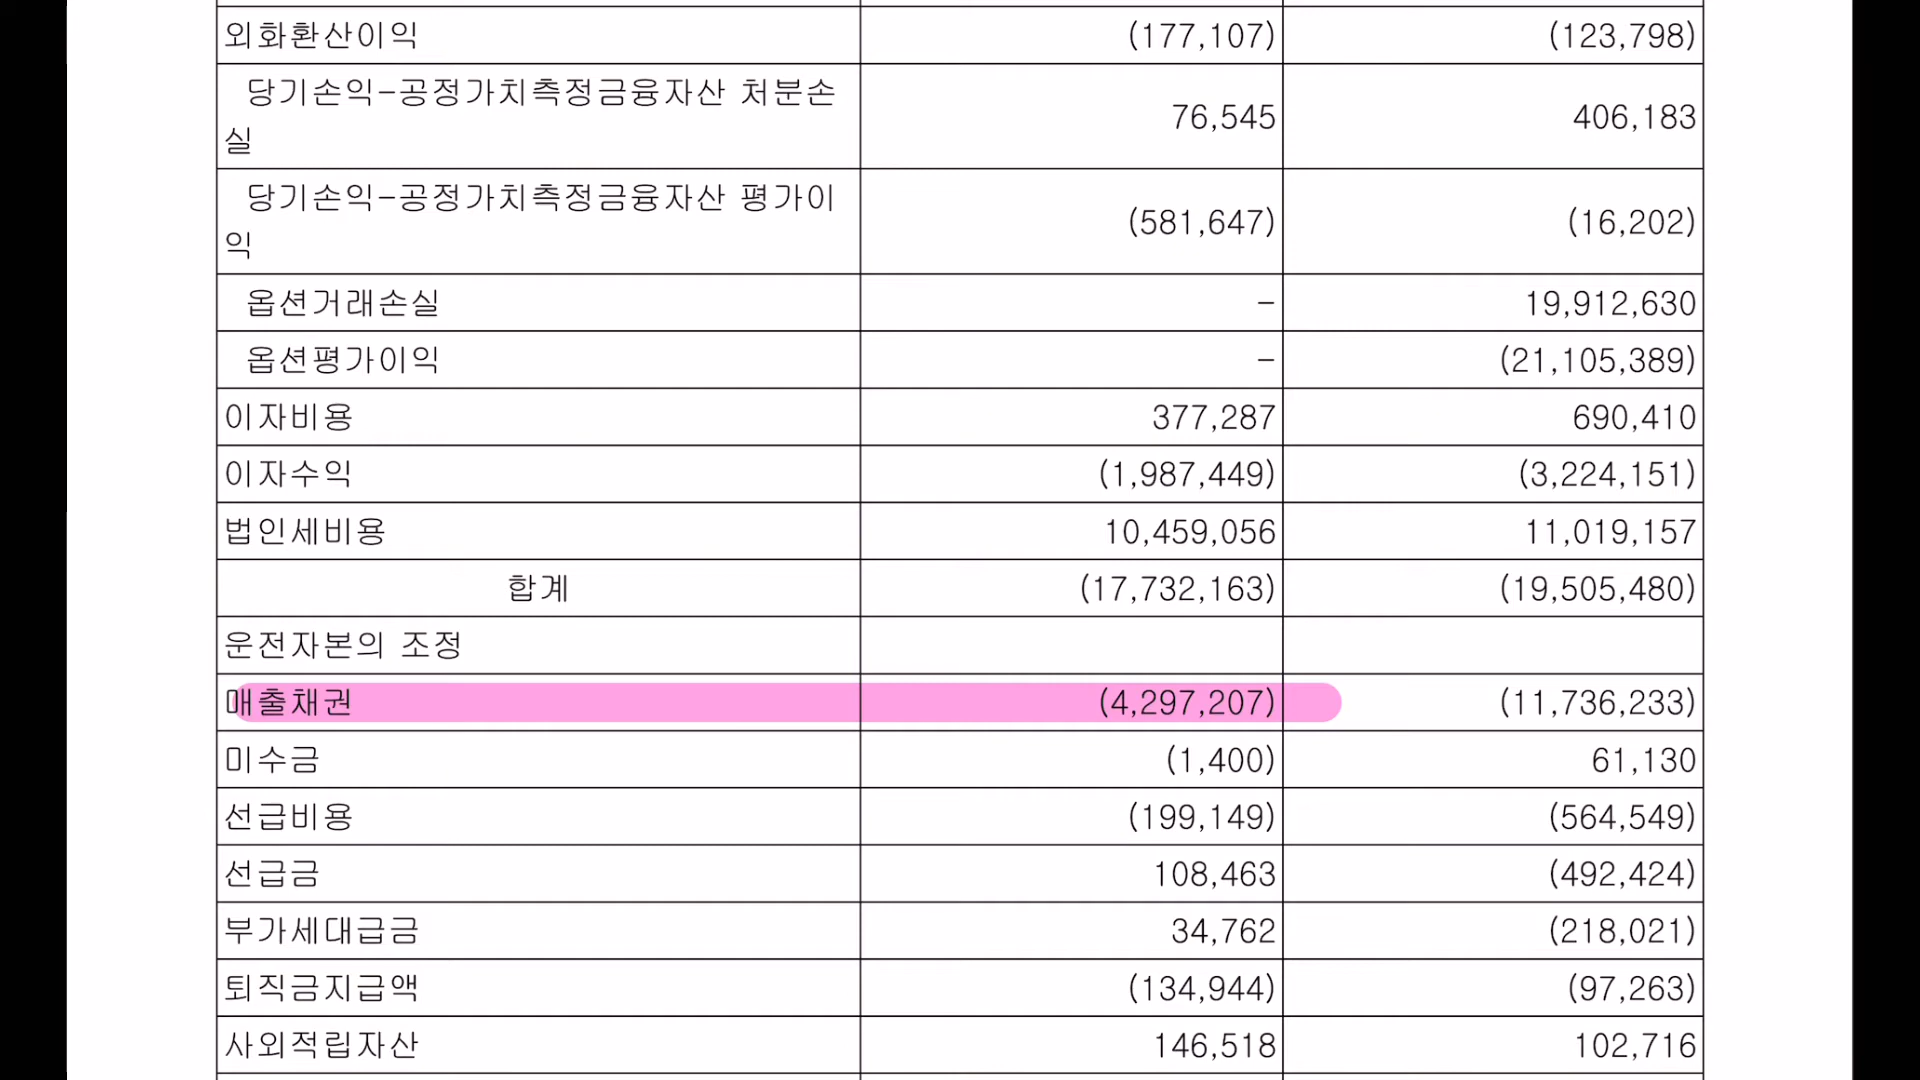 외화환산이익 (177,107) (123,798)
당기손익-공정가치측정금융자산 처분손
실 76,545 406,183
당기손익-공정가치측정금융자산 평가이
익 (581,647) (16,202)
옵션거래손실 - 19,912,630
옵션평가이익 - (21,105,389)
이자비용 377,287 690,410
이자수익 (1,987,449) (3,224,151)
법인세비용 10,459,056 11,019,157
합계 (17,732,163) (19,505,480)
운전자본의 조정
매출채권 (4,297,207) (11,736,233)
미수금 (1,400) 61,130
선급비용 (199,149) (564,549)
선급금 108,463 (492,424)
부가세대급금 34,762 (218,021)
퇴직금지급액 (134,944) (97,263)
사외적립자산 146,518 102,716